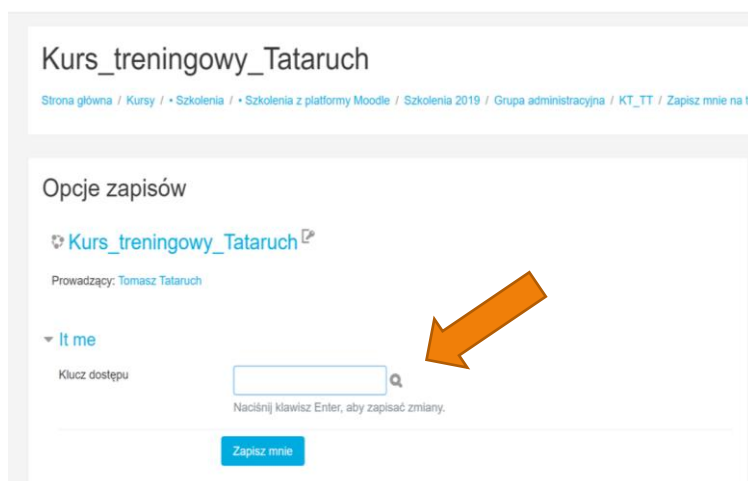 Kurs_treningowy_Tataruch
Strona główna / Kursy / • Szkolenia / • Szkolenia z platformy Moodle / Szkolenia 2019 / Grupa administracyjna / KT_TT / Zapisz mnie na
Opcje zapisów
Kurs_treningowy_Tataruch
Prowadzący: Tomasz Tataruch
It me
Klucz dostępu
Naciśnij klawisz Enter, aby zapisać zmiany.
Zapisz mnie